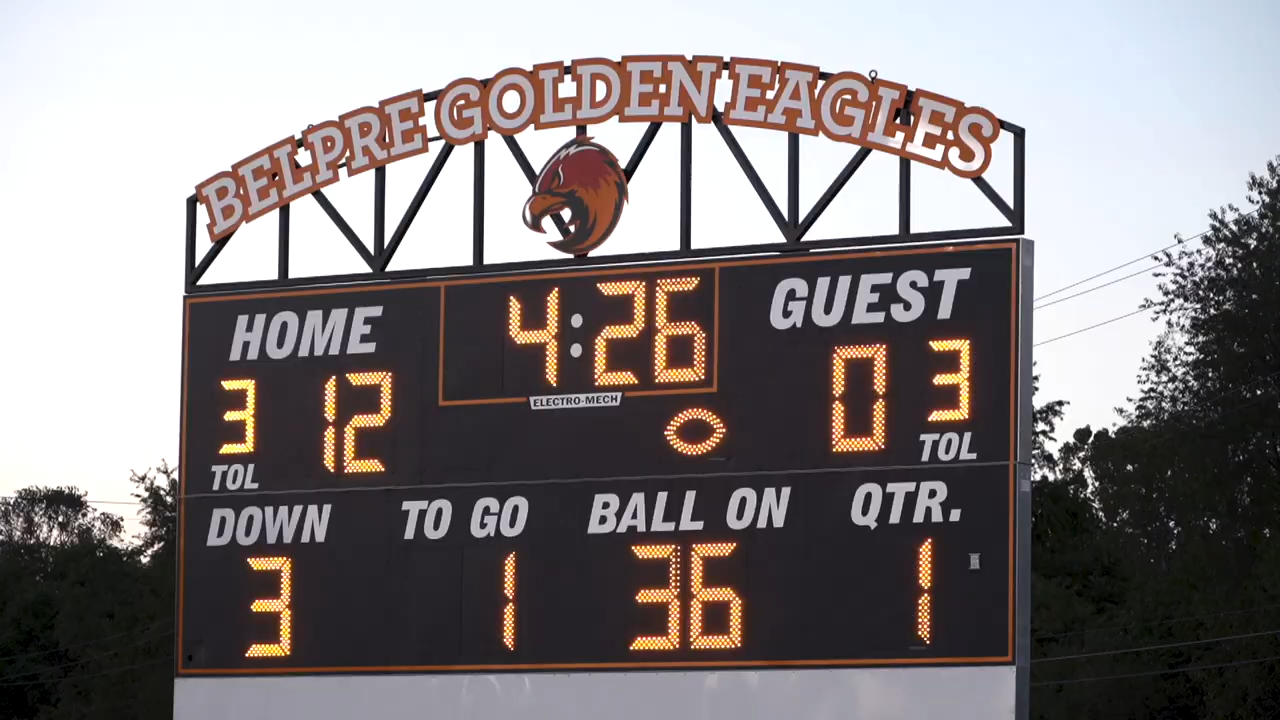 BELPRE GOLDEN EAGLES
HOME 4:26 GUEST
3 12 ELECTRO-MECH 0 3
TOL TOL
DOWN TO GO BALL ON QTR.
3 1 36 1